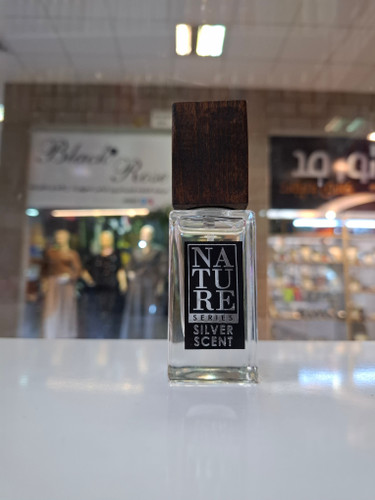 Black Rose
NA
TU
RE
SERIES
SILVER
SCENT